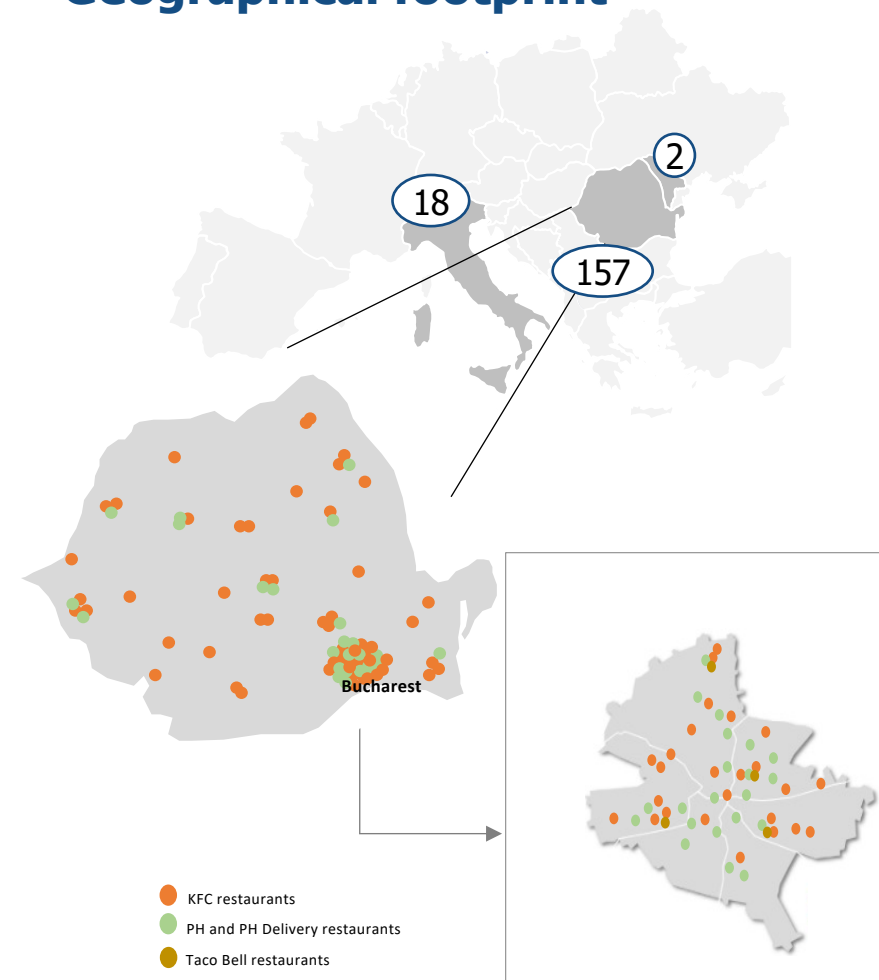 Geographical footprint
2
18
157
Bucharest
KFC restaurants
PH and PH Delivery restaurants
Taco Bell restaurants